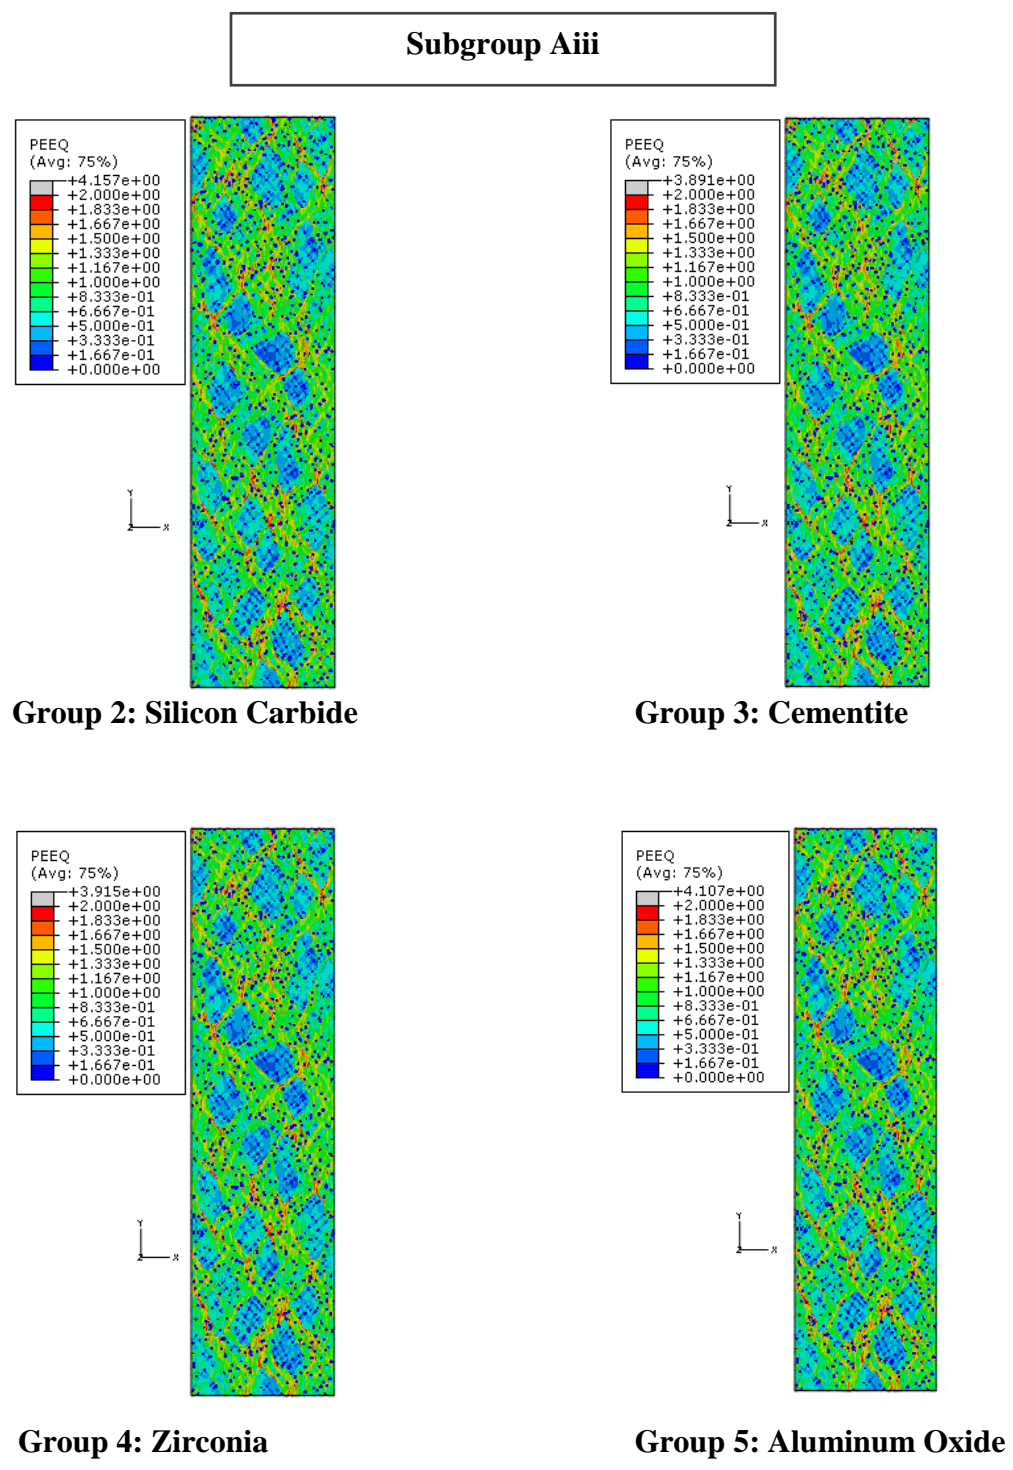 Subgroup Aiii
PEEQ
(Avg: 75%)
+4.157e+00
+2.000e+00
+1.833e+00
+1.667e+00
+1.500e+00
+1.333e+00
+1.167e+00
+1.000e+00
+8.333e-01
+6.667e-01
+5.000e-01
+3.333e-01
+1.667e-01
+0.000e+00
Y
Z X
Group 2: Silicon Carbide
PEEQ
(Avg: 75%)
+3.891e+00
+2.000e+00
+1.833e+00
+1.667e+00
+1.500e+00
+1.333e+00
+1.167e+00
+1.000e+00
+8.333e-01
+6.667e-01
+5.000e-01
+3.333e-01
+1.667e-01
+0.000e+00
Y
Z X
Group 3: Cementite
PEEQ
(Avg: 75%)
+3.915e+00
+2.000e+00
+1.833e+00
+1.667e+00
+1.500e+00
+1.333e+00
+1.167e+00
+1.000e+00
+8.333e-01
+6.667e-01
+5.000e-01
+3.333e-01
+1.667e-01
+0.000e+00
Y
Z X
Group 4: Zirconia
PEEQ
(Avg: 75%)
+4.107e+00
+2.000e+00
+1.833e+00
+1.667e+00
+1.500e+00
+1.333e+00
+1.167e+00
+1.000e+00
+8.333e-01
+6.667e-01
+5.000e-01
+3.333e-01
+1.667e-01
+0.000e+00
Y
Z X
Group 5: Aluminum Oxide